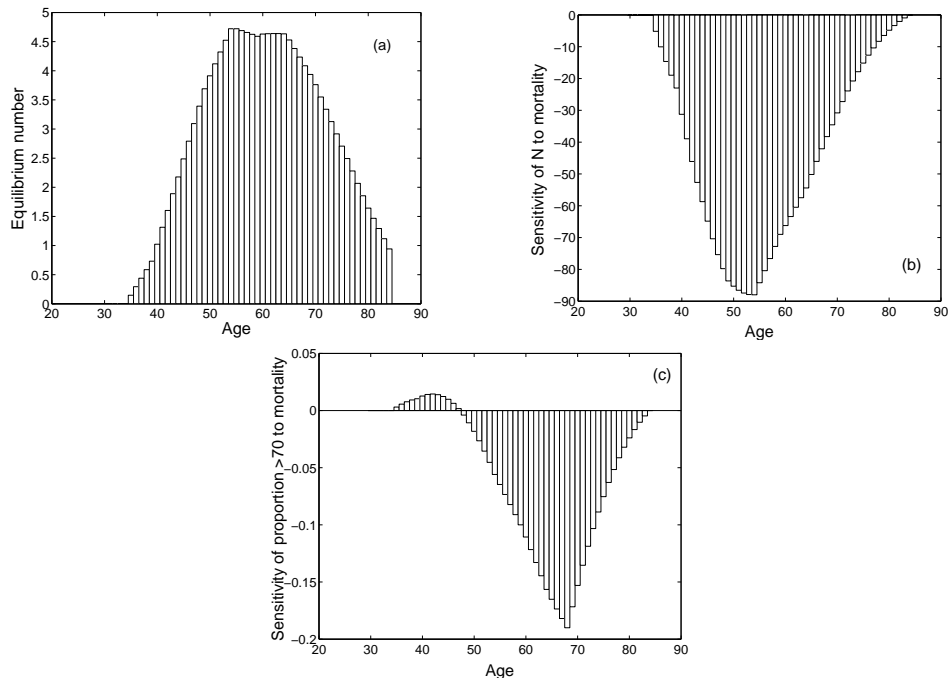 (a)
Equilibrium number
5
4.5
4
3.5
3
2.5
2
1.5
1
0.5
0
20 30 40 50 60 70 80 90
Age
(b)
Sensitivity of N to mortality
0
−10
−20
−30
−40
−50
−60
−70
−80
−90
20 30 40 50 60 70 80 90
Age
(c)
Sensitivity of proportion >70 to mortality
0.05
0
−0.05
−0.1
−0.15
−0.2
20 30 40 50 60 70 80 90
Age